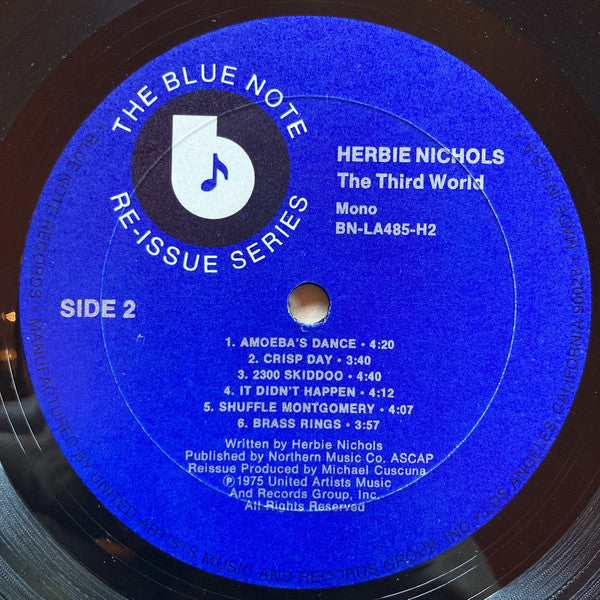 THE BLUE NOTE
RE-ISSUE SERIES
b
HERBIE NICHOLS
The Third World
Mono
BN-LA485-H2
SIDE 2
1. AMOEBA'S DANCE • 4:20
2. CRISP DAY • 3:40
3. 2300 SKIDDOO • 4:40
4. IT DIDN'T HAPPEN • 4:12
5. SHUFFLE MONTGOMERY • 4:07
6. BRASS RINGS • 3:57
Written by Herbie Nichols
Published by Northern Music Co. ASCAP
Reissue Produced by Michael Cuscuna
Ⓟ1975 United Artists Music
And Records Group, Inc.
All Rights Reserved
BLUE NOTE RECORDS • MANUFACTURED BY UNITED ARTISTS MUSIC AND RECORDS GROUP, INC. • LOS ANGELES, CALIFORNIA 90028 • MADE IN U.S.A.